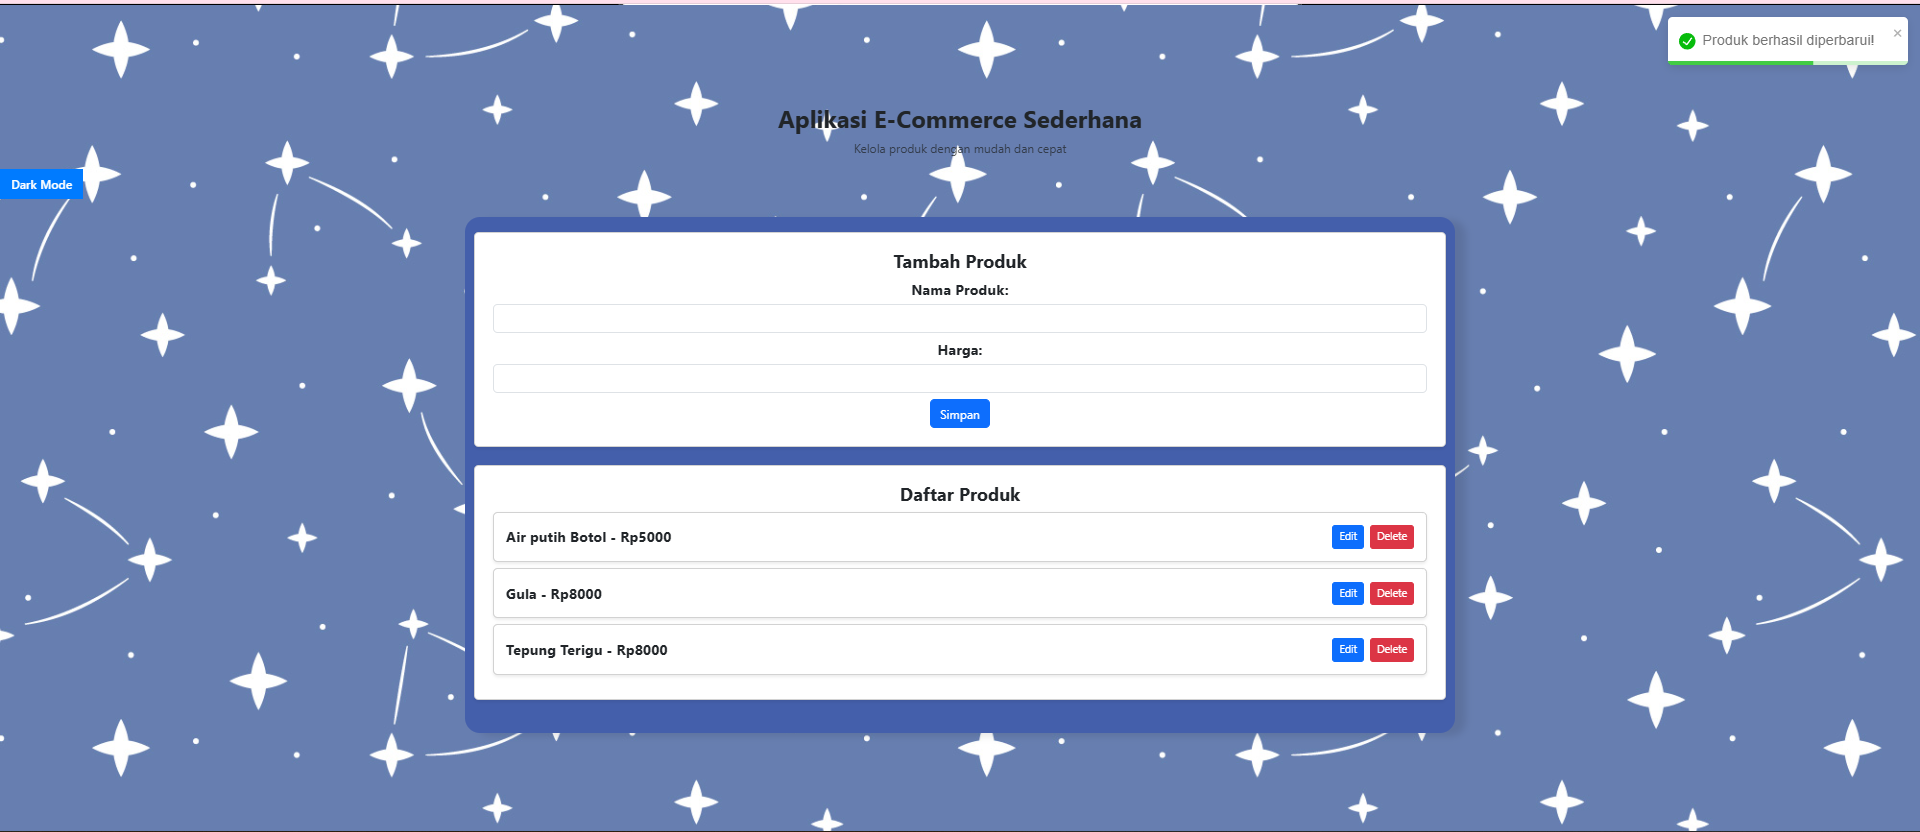 Produk berhasil diperbarui!
Aplikasi E-Commerce Sederhana
Kelola produk dengan mudah dan cepat
Dark Mode
Tambah Produk
Nama Produk:
Harga:
Simpan
Daftar Produk
Air putih Botol - Rp5000 Edit Delete
Gula - Rp8000 Edit Delete
Tepung Terigu - Rp8000 Edit Delete